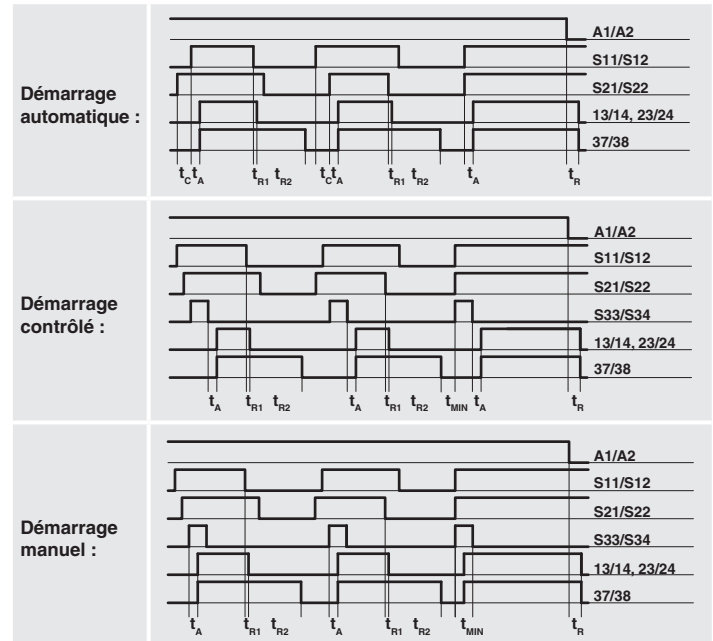 Démarrage
automatique :
A1/A2
S11/S12
S21/S22
13/14, 23/24
37/38
tC tA tR1 tR2 tC tA tR1 tR2 tA tR
Démarrage
contrôlé :
A1/A2
S11/S12
S21/S22
S33/S34
13/14, 23/24
37/38
tA tR1 tR2 tA tR1 tR2 tMIN tA tR
Démarrage
manuel :
A1/A2
S11/S12
S21/S22
S33/S34
13/14, 23/24
37/38
tA tR1 tR2 tA tR1 tR2 tMIN tR